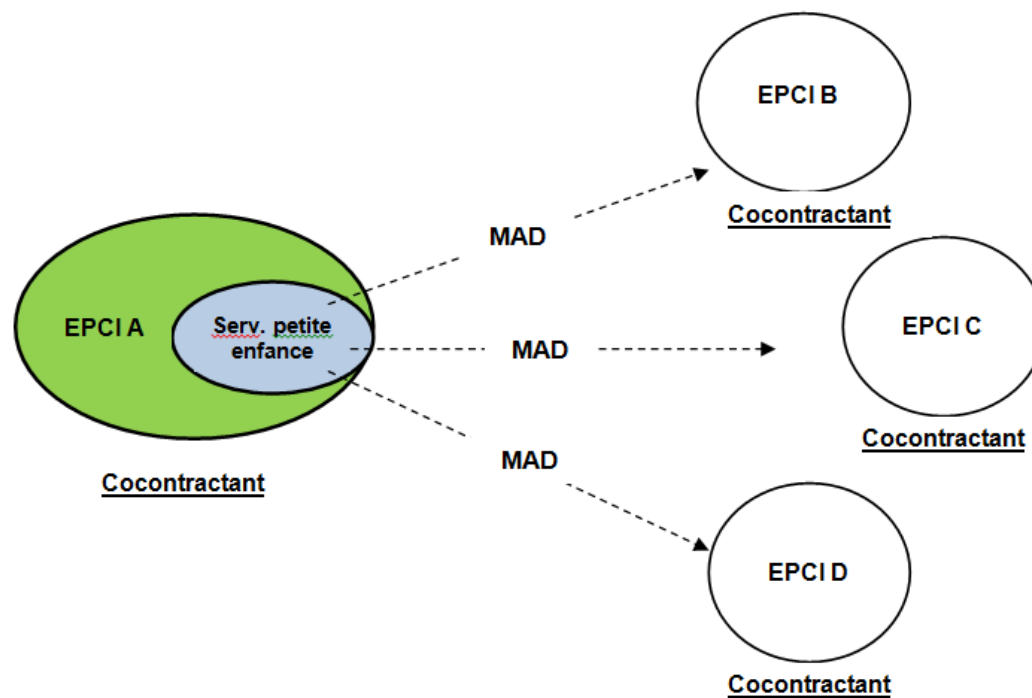 EPCI B
Cocontractant
MAD
EPCI A
Serv. petite
enfance
MAD
EPCI C
Cocontractant
Cocontractant
MAD
EPCI D
Cocontractant